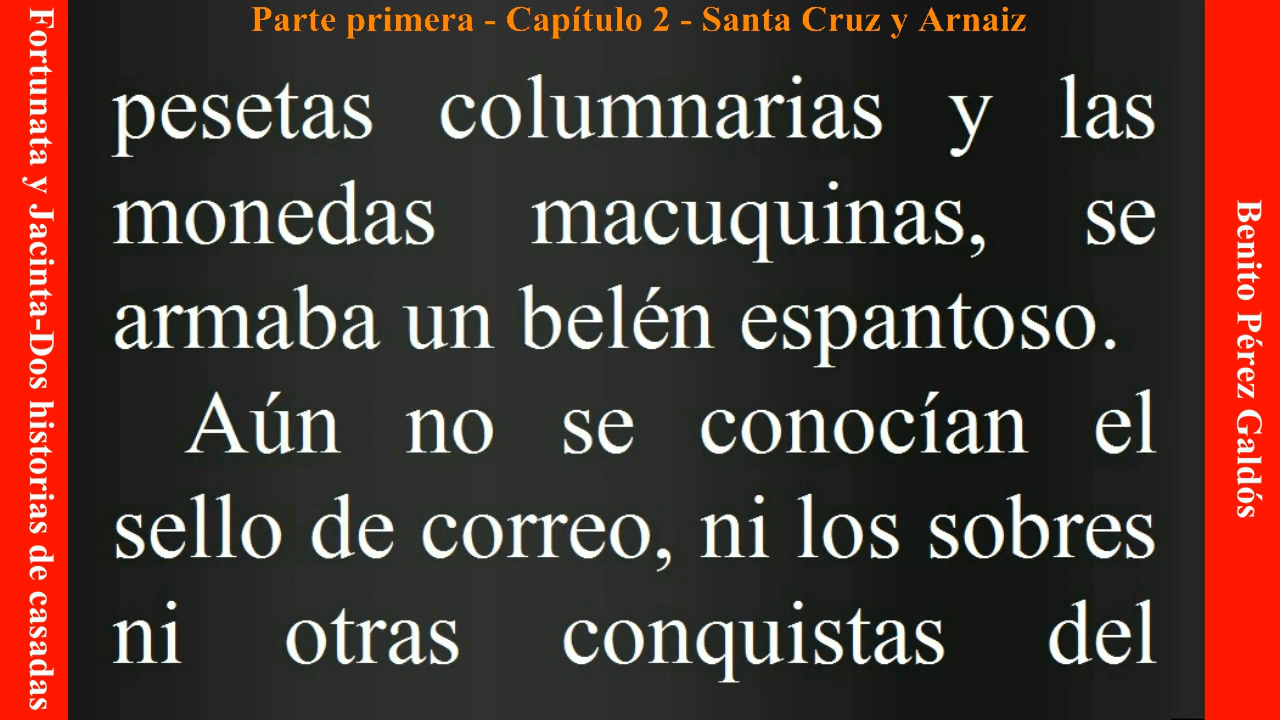 Parte primera - Capítulo 2 - Santa Cruz y Arnaiz
Fortunata y Jacinta-Dos historias de casadas
pesetas columnarias y las
monedas macuquinas, se
armaba un belén espantoso.
Aún no se conocían el
sello de correo, ni los sobres
ni otras conquistas del
Benito Pérez Galdós